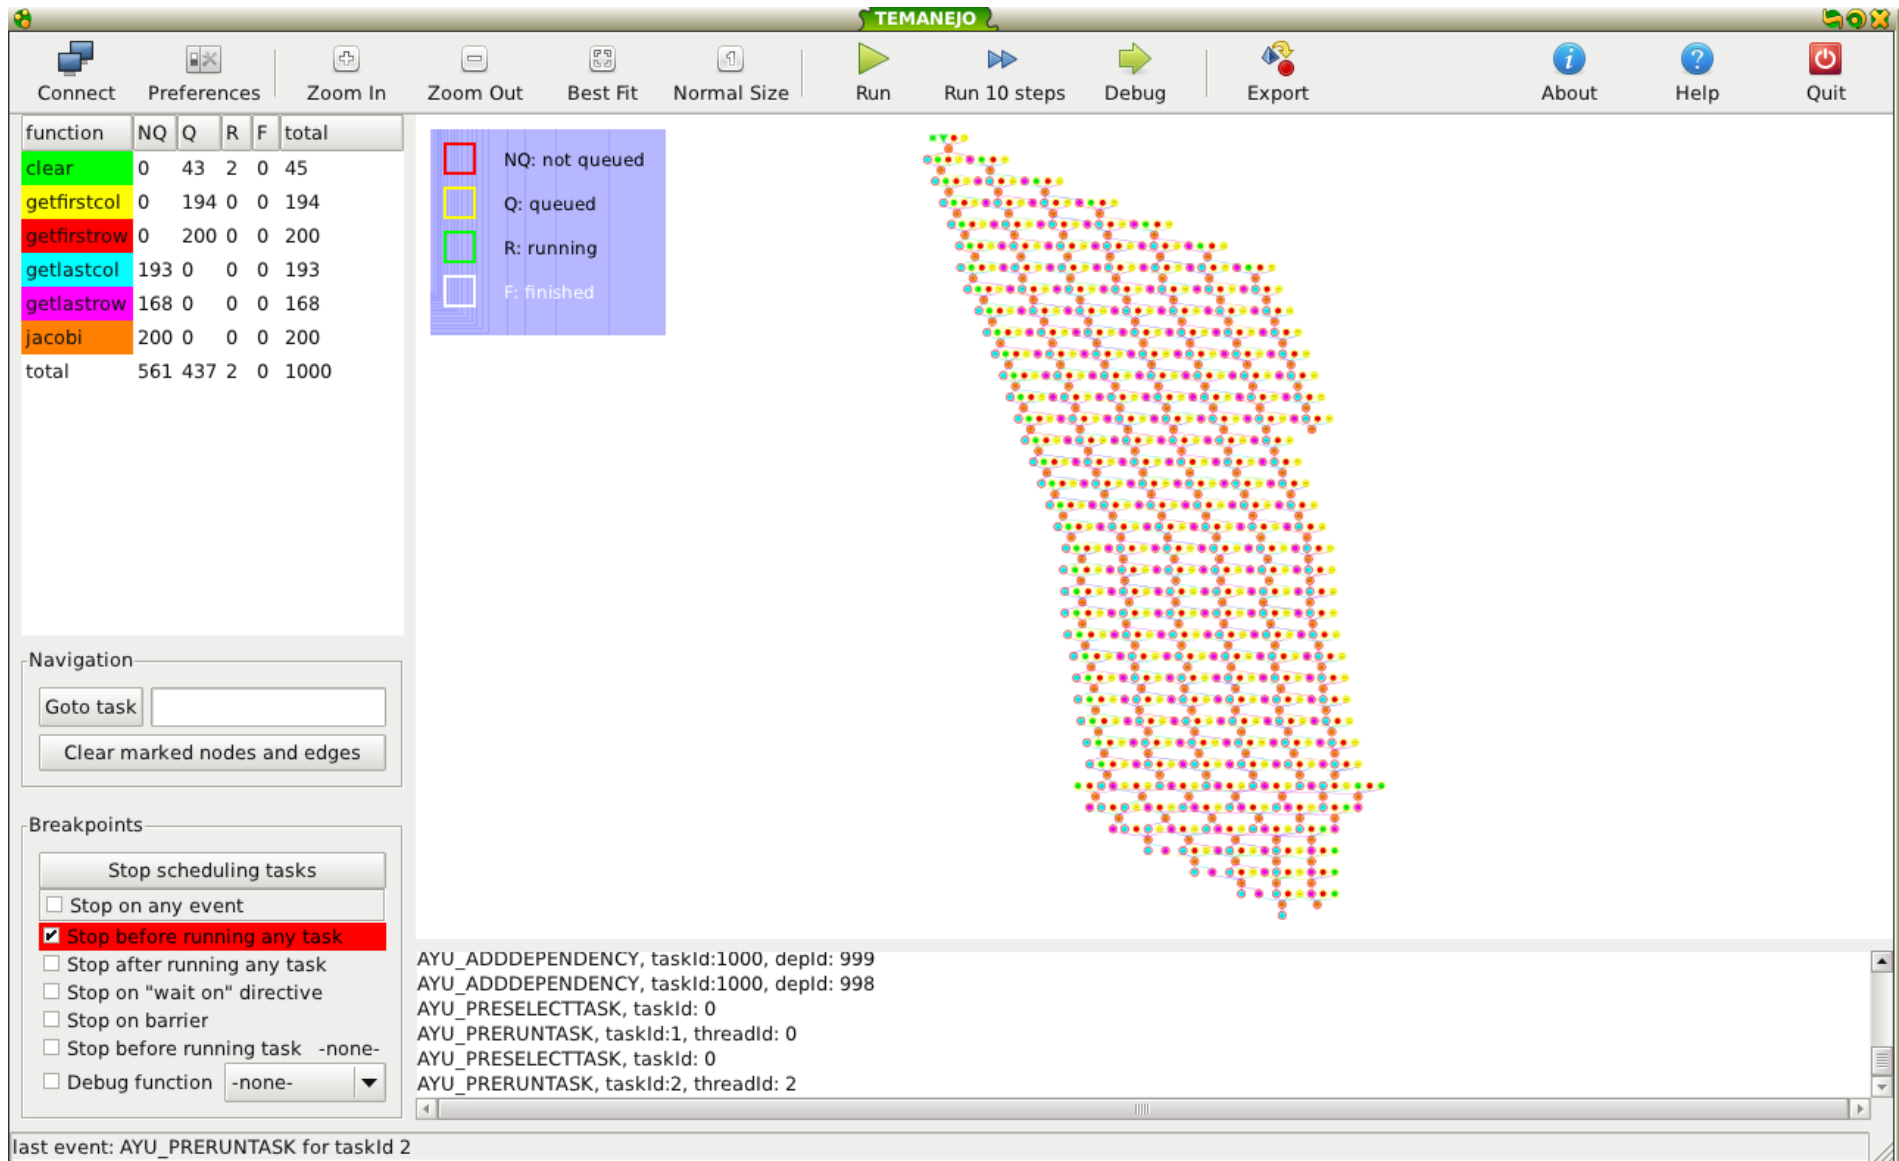 TEMANEJO
Connect Preferences Zoom In Zoom Out Best Fit Normal Size Run Run 10 steps Debug Export About Help Quit
function NQ Q R F total
clear 0 43 2 0 45
getfirstcol 0 194 0 0 194
getfirstrow 0 200 0 0 200
getlastcol 193 0 0 0 193
getlastrow 168 0 0 0 168
jacobi 200 0 0 0 200
total 561 437 2 0 1000
NQ: not queued
Q: queued
R: running
F: finished
Navigation
Goto task
Clear marked nodes and edges
Breakpoints
Stop scheduling tasks
Stop on any event
Stop before running any task
Stop after running any task
Stop on "wait on" directive
Stop on barrier
Stop before running task -none-
Debug function -none-
AYU_ADDDEPENDENCY, taskId:1000, depId: 999
AYU_ADDDEPENDENCY, taskId:1000, depId: 998
AYU_PRESELECTTASK, taskId: 0
AYU_PRERUNTASK, taskId:1, threadId: 0
AYU_PRESELECTTASK, taskId: 0
AYU_PRERUNTASK, taskId:2, threadId: 2
last event: AYU_PRERUNTASK for taskId 2